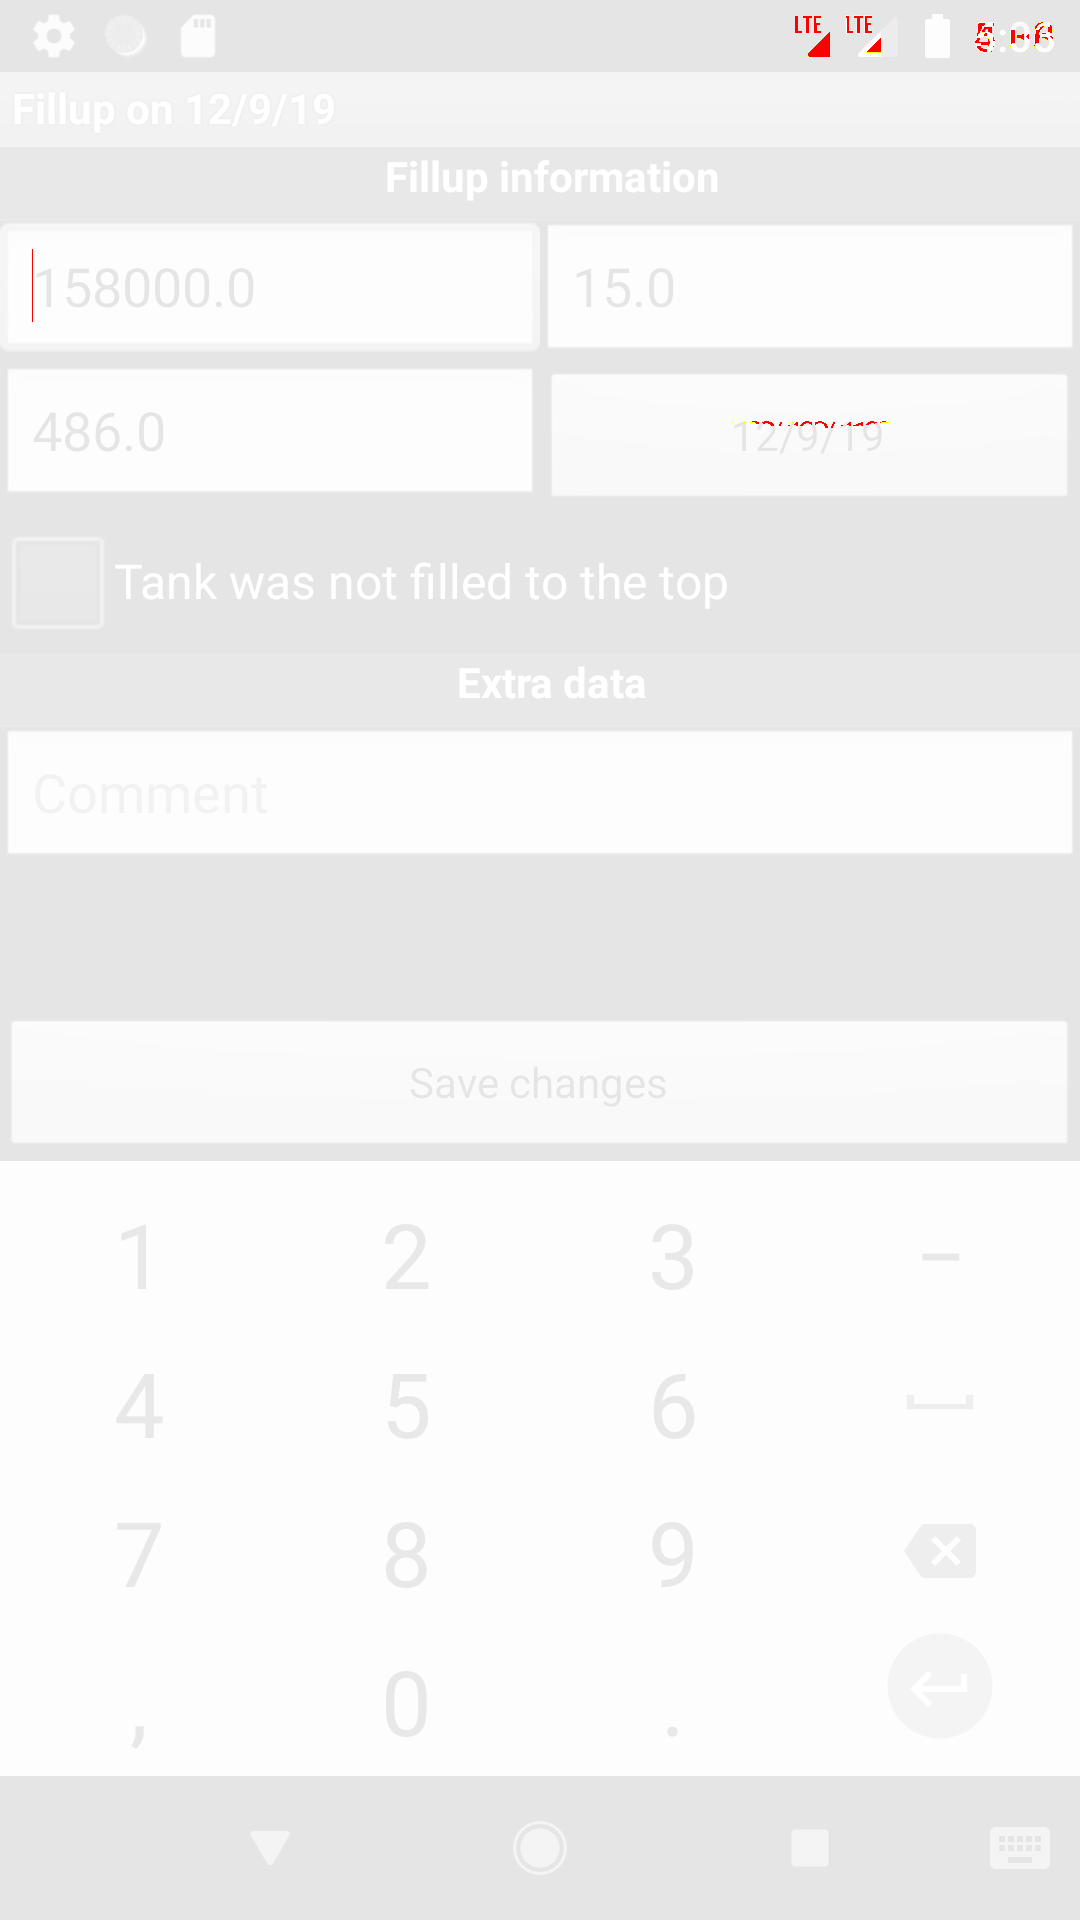 LTE LTE
Fillup on 12/9/19
Fillup information
158000.0 15.0
486.0 12/9/19
Tank was not filled to the top
Extra data
Comment
Save changes
1 2 3 –
4 5 6
7 8 9
, 0 .